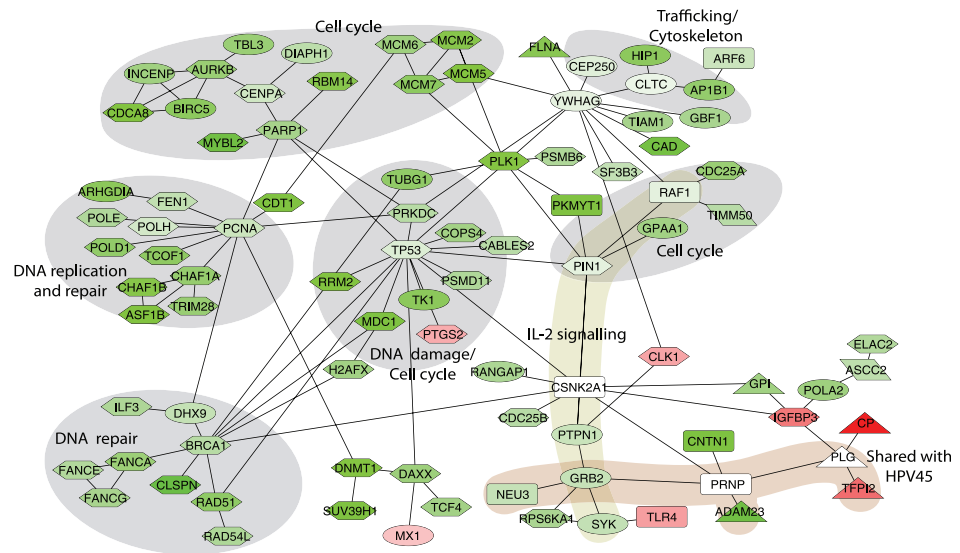 Cell cycle
Trafficking/
Cytoskeleton
TBL3
DIAPH1
MCM6
MCM2
FLNA
CEP250
HIP1
ARF6
INCENP
AURKB
RBM14
MCM7
MCM5
CLTC
AP1B1
CENPA
YWHAG
CDCA8
BIRC5
TIAM1
GBF1
MYBL2
PARP1
CAD
PLK1
PSMB6
SF3B3
CDC25A
ARHGDIA
FEN1
CDT1
TUBG1
PKMYT1
RAF1
TIMM50
POLE
POLH
PCNA
PRKDC
GPAA1
POLD1
TCOF1
COPS4
CABLES2
TP53
Cell cycle
DNA replication
and repair
CHAF1A
CHAF1B
TRIM28
ASF1B
RRM2
PSMD11
PIN1
TK1
MDC1
PTGS2
IL-2 signalling
DNA damage/
Cell cycle
H2AFX
CLK1
ELAC2
RANGAP1
CSNK2A1
GPI
ASCC2
POLA2
ILF3
DHX9
CDC25B
IGFBP3
CP
DNA repair
BRCA1
PTPN1
CNTN1
PLG
Shared with
HPV45
FANCE
FANCA
DNMT1
DAXX
GRB2
PRNP
TFPI2
FANCG
CLSPN
RAD51
NEU3
SUV39H1
TCF4
RPS6KA1
SYK
TLR4
ADAM23
RAD54L
MX1